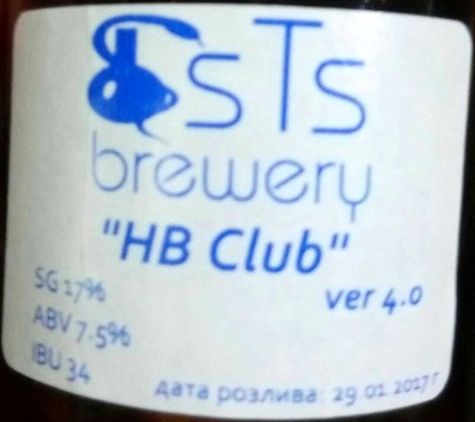 sTs
brewery
"HB Club"
ver 4.0
SG 17%
ABV 7.5%
IBU 34
дата розлива: 29.01.2017 г